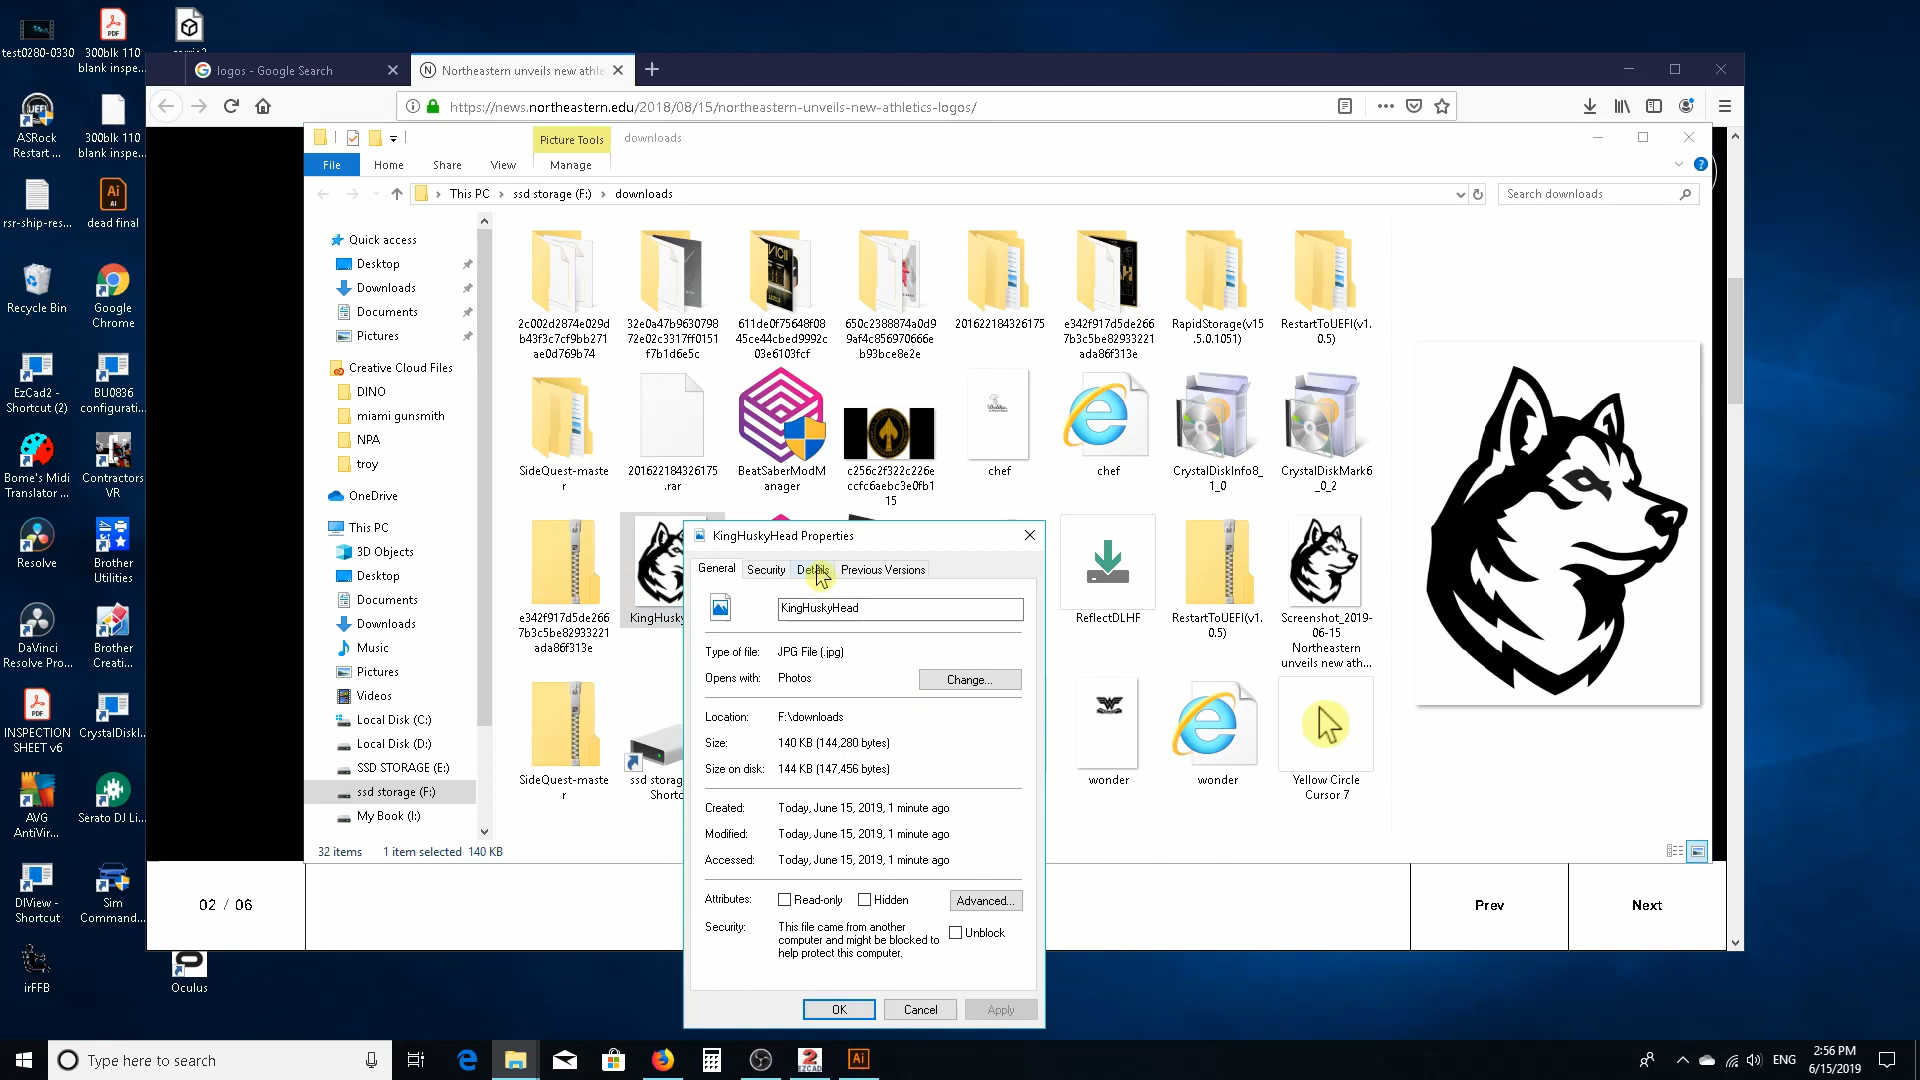 test0280-0330
300blk 110
blank inspe...
ASRock
Restart ...
300blk 110
blank inspe...
rsr-ship-res...
dead final
Recycle Bin
Google
Chrome
EzCad2 -
Shortcut (2)
BU0836
configurati...
Bome's Midi
Translator ...
Contractors
VR
Resolve
Brother
Utilities
DaVinci
Resolve Pro...
Brother
Creati...
INSPECTION
SHEET v6
CrystalDiskI...
AVG
AntiVir...
Serato DJ Li...
DIView -
Shortcut
Sim
Command...
irFFB
Oculus
logos - Google Search
Northeastern unveils new athle
https://news.northeastern.edu/2018/08/15/northeastern-unveils-new-athletics-logos/
Picture Tools
downloads
File
Home
Share
View
Manage
This PC
ssd storage (F:)
downloads
Search downloads
Quick access
Desktop
Downloads
Documents
Pictures
Creative Cloud Files
DINO
miami gunsmith
NPA
troy
OneDrive
This PC
3D Objects
Desktop
Documents
Downloads
Music
Pictures
Videos
Local Disk (C:)
Local Disk (D:)
SSD STORAGE (E:)
ssd storage (F:)
My Book (I:)
2c002d2874e029d
b43f3c7cf9bb271
ae0d769b74
32e0a47b9630798
72e02c3317ff0151
f7b1d6e5c
611de0f75648f08
45ce44cbed9992c
03e6103fcf
650c2388874a0d9
9af4c856970666e
b93bce8e2e
201622184326175
e342f917d5de266
7b3c5be82933221
ada86f313e
RapidStorage(v15
.5.0.1051)
RestartToUEFI(v1.
0.5)
SideQuest-maste
r
201622184326175
.rar
BeatSaberModM
anager
c256c2f322c226e
ccfc6aebc3e0fb1
15
chef
chef
CrystalDiskInfo8_
1_0
CrystalDiskMark6
_0_2
e342f917d5de266
7b3c5be82933221
ada86f313e
KingHusky
ReflectDLHF
RestartToUEFI(v1.
0.5)
Screenshot_2019-
06-15
Northeastern
unveils new ath...
SideQuest-maste
r
ssd storag
Shortc
wonder
wonder
Yellow Circle
Cursor 7
32 items
1 item selected 140 KB
KingHuskyHead Properties
General
Security
Details
Previous Versions
KingHuskyHead
Type of file:
JPG File (.jpg)
Opens with:
Photos
Change...
Location:
F:\downloads
Size:
140 KB (144,280 bytes)
Size on disk:
144 KB (147,456 bytes)
Created:
Today, June 15, 2019, 1 minute ago
Modified:
Today, June 15, 2019, 1 minute ago
Accessed:
Today, June 15, 2019, 1 minute ago
Attributes:
Read-only
Hidden
Advanced...
Security:
This file came from another
computer and might be blocked to
help protect this computer.
Unblock
OK
Cancel
Apply
02 / 06
Prev
Next
Type here to search
ENG
2:56 PM
6/15/2019